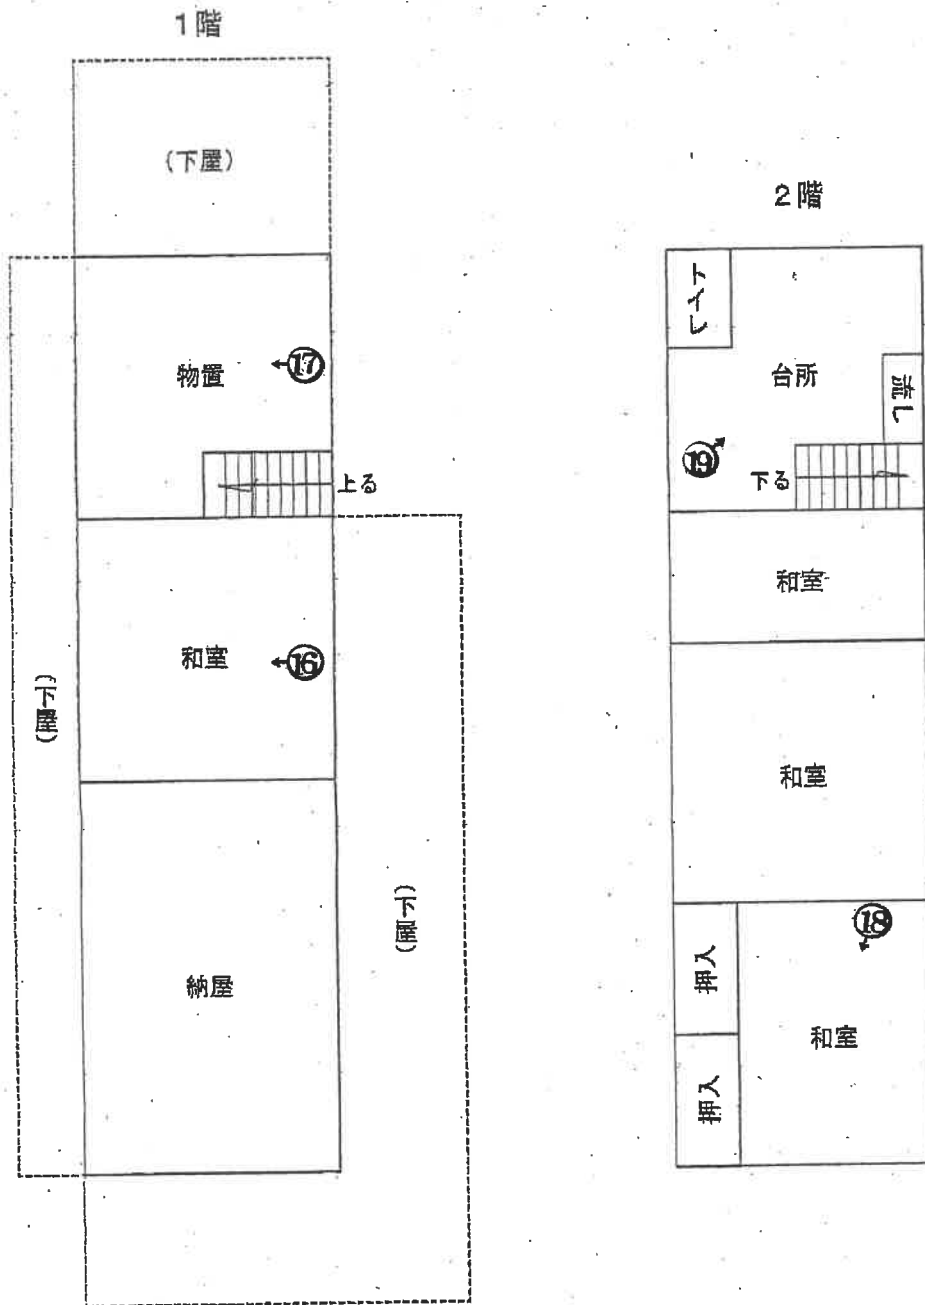 1階
(下屋)
物置
⑰
上る
和室
⑯
(下屋)
(下屋)
納屋
2階
トイレ
台所
流し
⑲
下る
和室
和室
⑱
押入
和室
押入